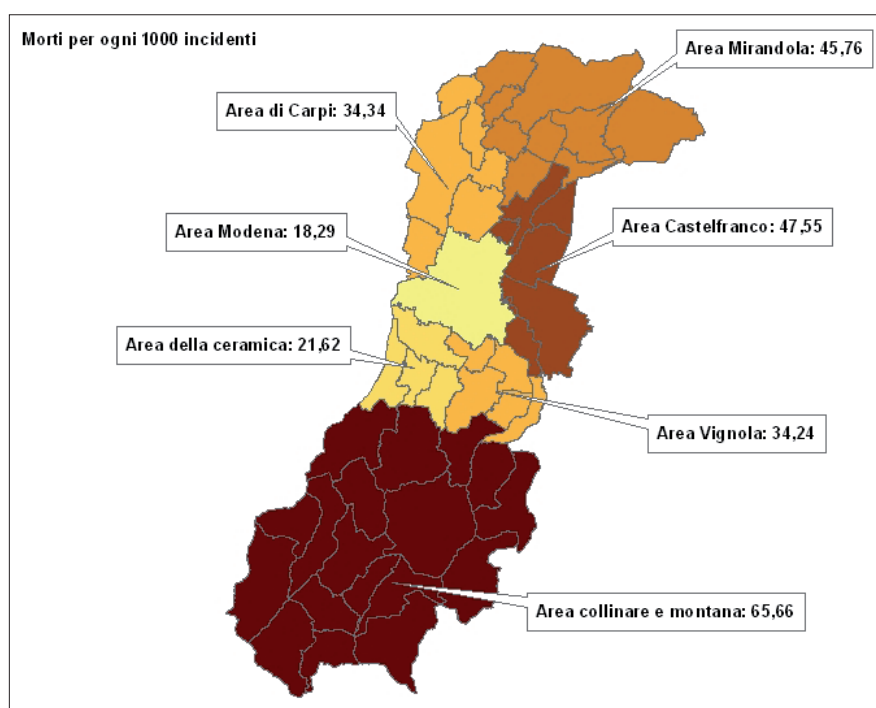 Morti per ogni 1000 incidenti
Area Mirandola: 45,76
Area di Carpi: 34,34
Area Modena: 18,29
Area Castelfranco: 47,55
Area della ceramica: 21,62
Area Vignola: 34,24
Area collinare e montana: 65,66